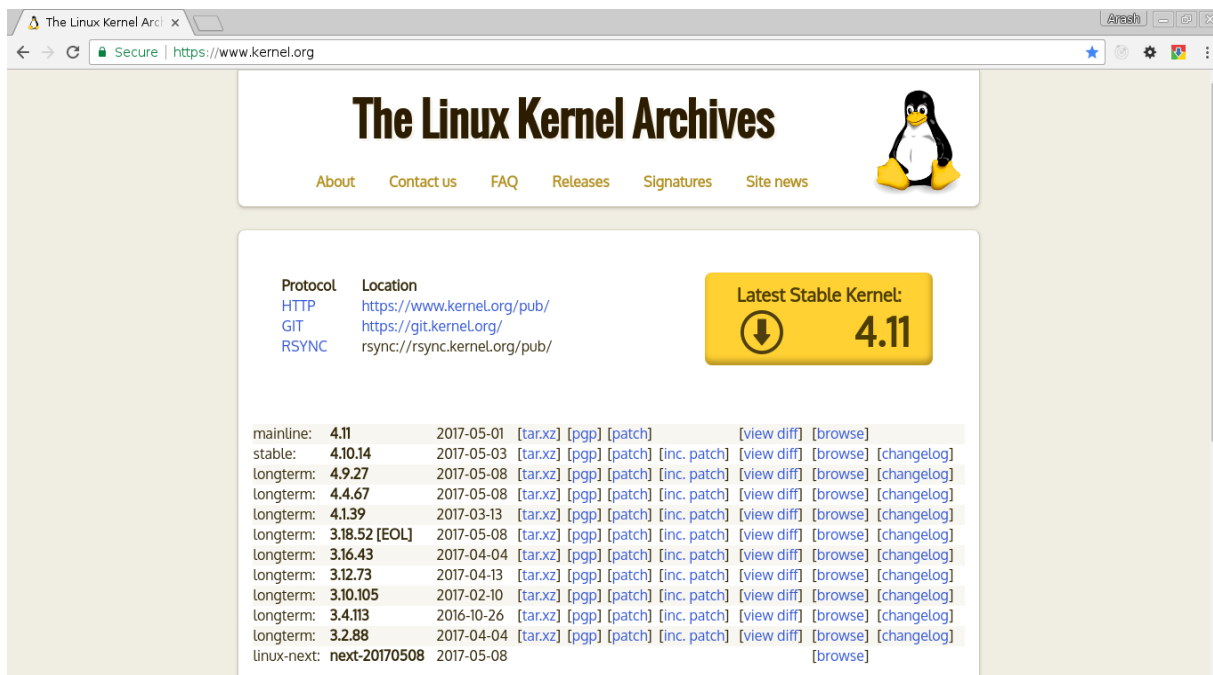 The Linux Kernel Arc
Arash
Secure | https://www.kernel.org
The Linux Kernel Archives
About Contact us FAQ Releases Signatures Site news
Protocol Location
HTTP https://www.kernel.org/pub/
GIT https://git.kernel.org/
RSYNC rsync://rsync.kernel.org/pub/
Latest Stable Kernel:
4.11
mainline: 4.11 2017-05-01 [tar.xz] [pgp] [patch] [view diff] [browse]
stable: 4.10.14 2017-05-03 [tar.xz] [pgp] [patch] [inc. patch] [view diff] [browse] [changelog]
longterm: 4.9.27 2017-05-08 [tar.xz] [pgp] [patch] [inc. patch] [view diff] [browse] [changelog]
longterm: 4.4.67 2017-05-08 [tar.xz] [pgp] [patch] [inc. patch] [view diff] [browse] [changelog]
longterm: 4.1.39 2017-03-13 [tar.xz] [pgp] [patch] [inc. patch] [view diff] [browse] [changelog]
longterm: 3.18.52 [EOL] 2017-05-08 [tar.xz] [pgp] [patch] [inc. patch] [view diff] [browse] [changelog]
longterm: 3.16.43 2017-04-04 [tar.xz] [pgp] [patch] [inc. patch] [view diff] [browse] [changelog]
longterm: 3.12.73 2017-04-13 [tar.xz] [pgp] [patch] [inc. patch] [view diff] [browse] [changelog]
longterm: 3.10.105 2017-02-10 [tar.xz] [pgp] [patch] [inc. patch] [view diff] [browse] [changelog]
longterm: 3.4.113 2016-10-26 [tar.xz] [pgp] [patch] [inc. patch] [view diff] [browse] [changelog]
longterm: 3.2.88 2017-04-04 [tar.xz] [pgp] [patch] [inc. patch] [view diff] [browse] [changelog]
linux-next: next-20170508 2017-05-08 [browse]